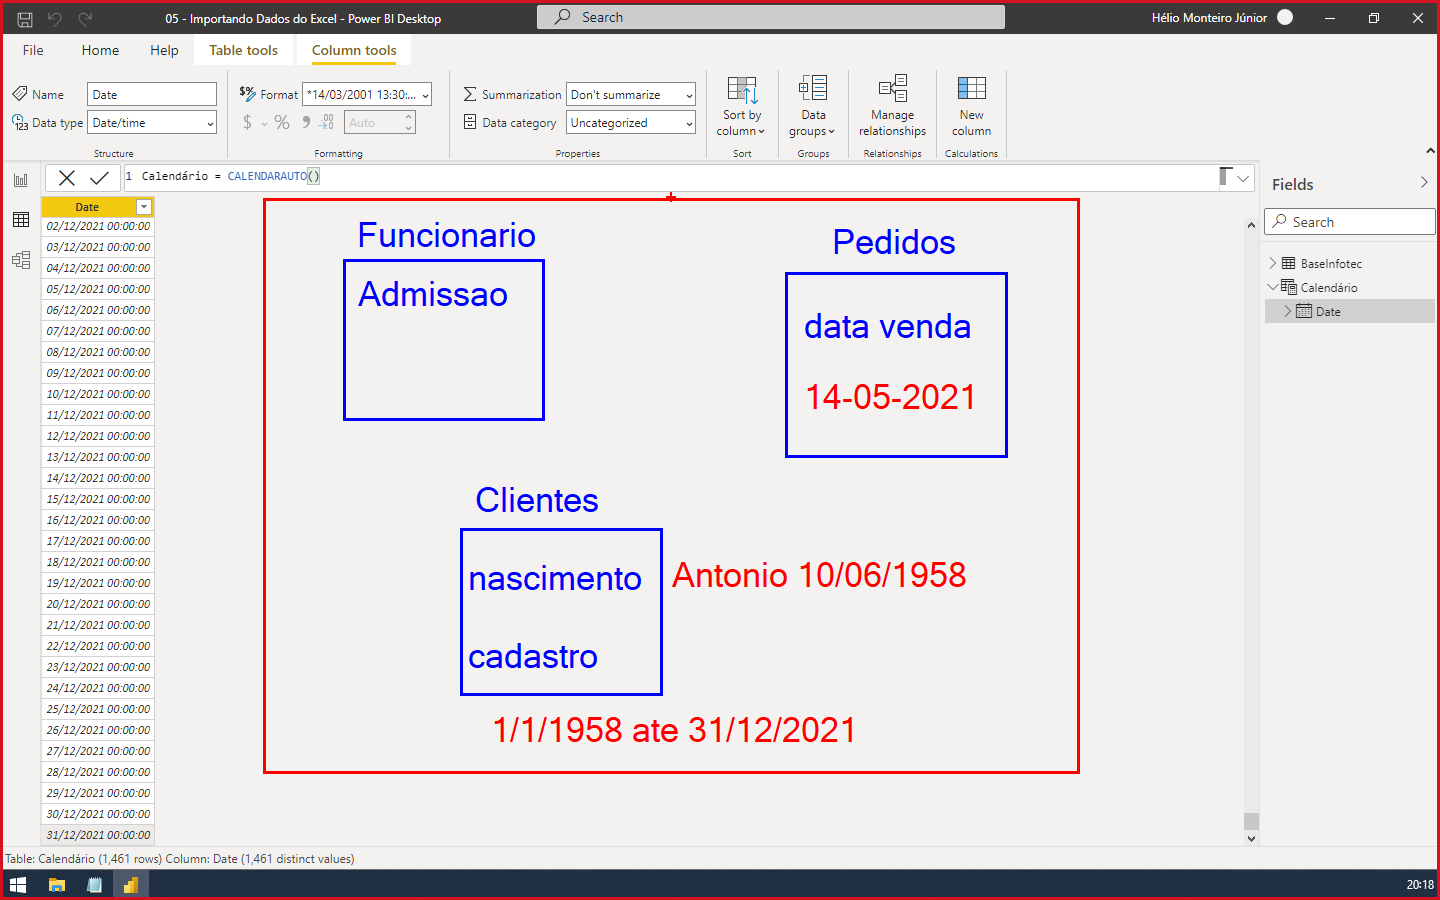 05 - Importando Dados do Excel - Power BI Desktop
Search
Hélio Monteiro Júnior
File
Home
Help
Table tools
Column tools
Name
Date
Format
*14/03/2001 13:30:...
Summarization
Don't summarize
Data type
Date/time
$
%
Auto
Data category
Uncategorized
Sort by
column
Data
groups
Manage
relationships
New
column
Structure
Formatting
Properties
Sort
Groups
Relationships
Calculations
1 Calendário = CALENDARAUTO()
Date
02/12/2021 00:00:00
03/12/2021 00:00:00
04/12/2021 00:00:00
05/12/2021 00:00:00
06/12/2021 00:00:00
07/12/2021 00:00:00
08/12/2021 00:00:00
09/12/2021 00:00:00
10/12/2021 00:00:00
11/12/2021 00:00:00
12/12/2021 00:00:00
13/12/2021 00:00:00
14/12/2021 00:00:00
15/12/2021 00:00:00
16/12/2021 00:00:00
17/12/2021 00:00:00
18/12/2021 00:00:00
19/12/2021 00:00:00
20/12/2021 00:00:00
21/12/2021 00:00:00
22/12/2021 00:00:00
23/12/2021 00:00:00
24/12/2021 00:00:00
25/12/2021 00:00:00
26/12/2021 00:00:00
27/12/2021 00:00:00
28/12/2021 00:00:00
29/12/2021 00:00:00
30/12/2021 00:00:00
31/12/2021 00:00:00
Funcionario
Admissao
Pedidos
data venda
14-05-2021
Clientes
nascimento
Antonio 10/06/1958
cadastro
1/1/1958 ate 31/12/2021
Fields
Search
BaseInfotec
Calendário
Date
Table: Calendário (1,461 rows) Column: Date (1,461 distinct values)
20:18